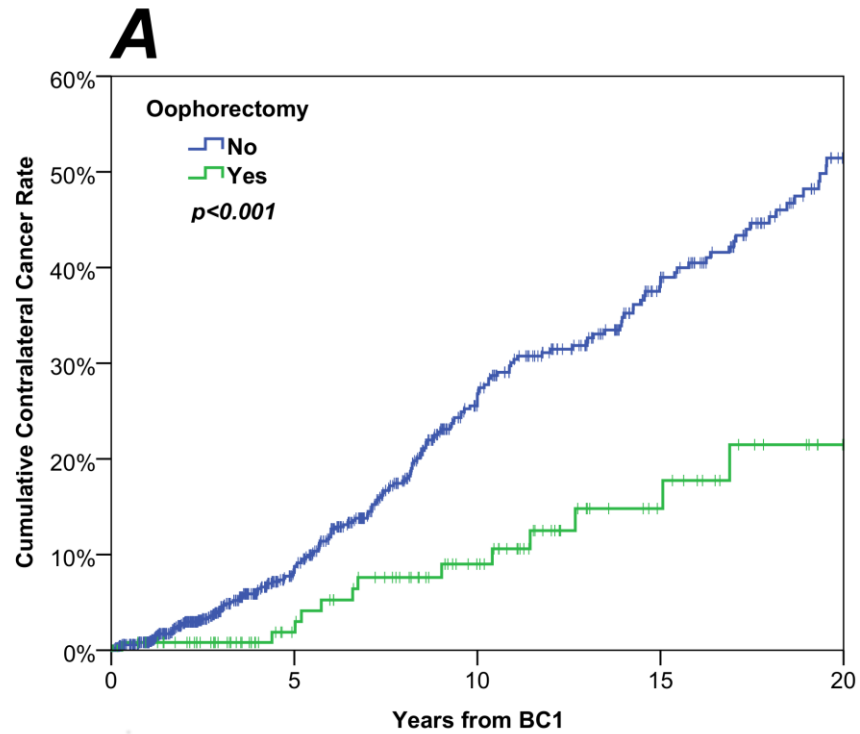 A
60%
50%
40%
30%
20%
10%
0%
Cumulative Contralateral Cancer Rate
Oophorectomy
No
Yes
p<0.001
0
5
10
15
20
Years from BC1